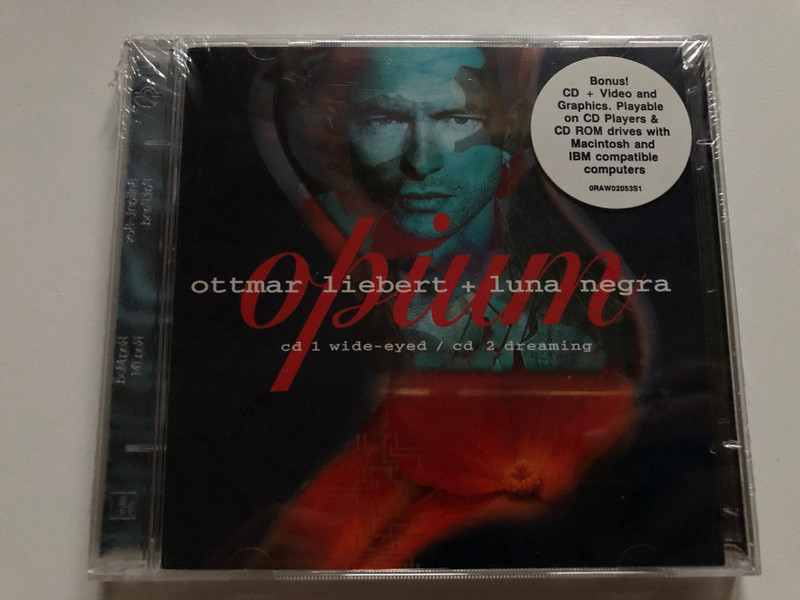 Bonus!
CD + Video and
Graphics. Playable
on CD Players &
CD ROM drives with
Macintosh and
IBM compatible
computers
0RAW02053S1
opium
ottmar liebert + luna negra
cd 1 wide-eyed / cd 2 dreaming